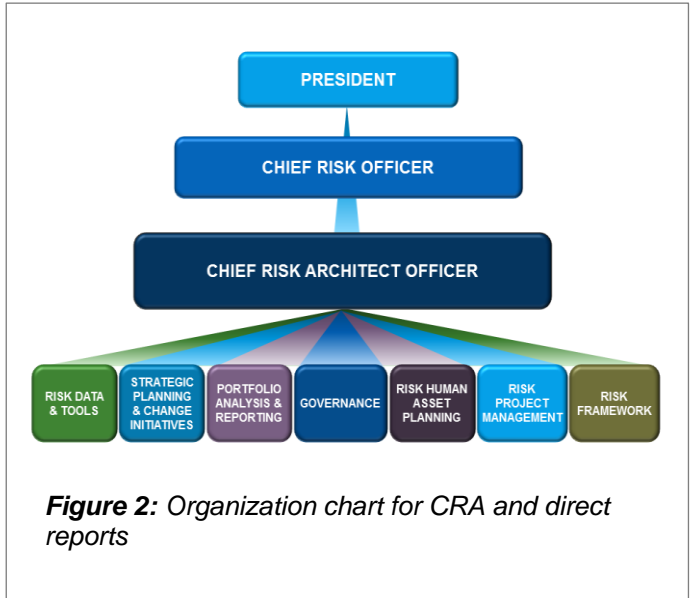 PRESIDENT
CHIEF RISK OFFICER
CHIEF RISK ARCHITECT OFFICER
RISK DATA
& TOOLS
STRATEGIC
PLANNING
& CHANGE
INITIATIVES
PORTFOLIO
ANALYSIS &
REPORTING
GOVERNANCE
RISK HUMAN
ASSET
PLANNING
RISK
PROJECT
MANAGEMENT
RISK
FRAMEWORK
Figure 2: Organization chart for CRA and direct
reports